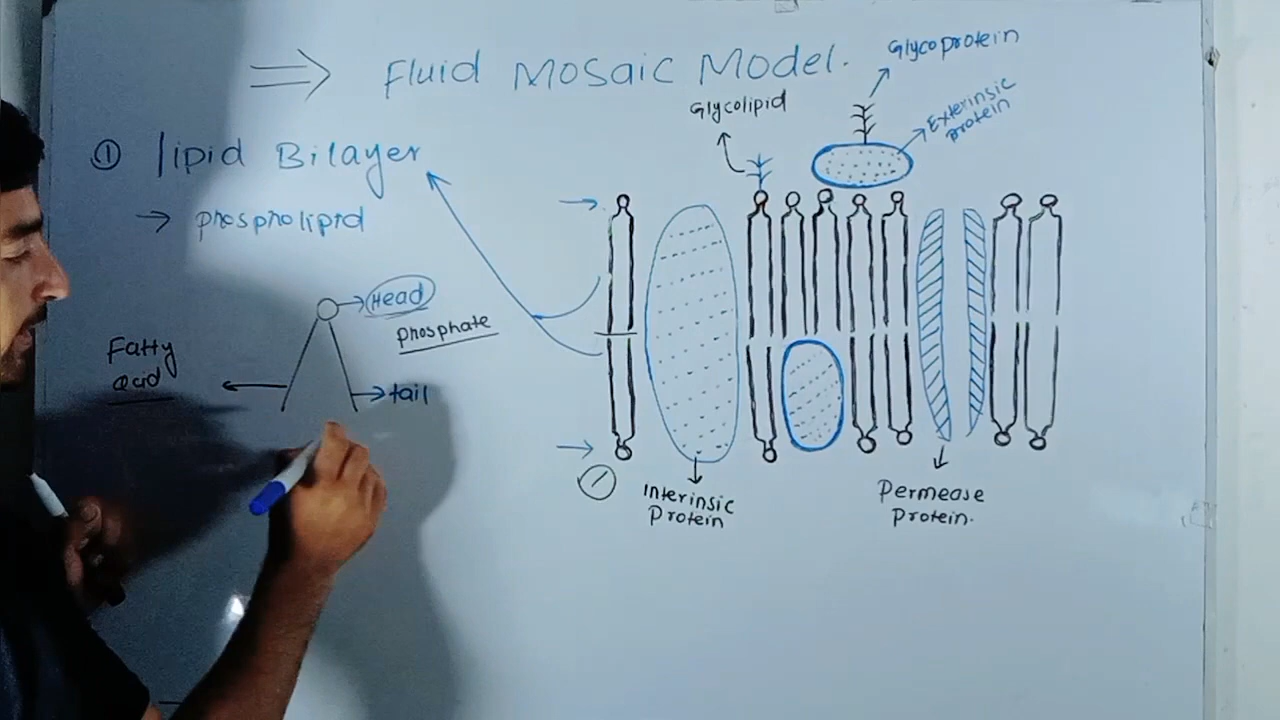 ⇒ Fluid Mosaic Model.
① lipid Bilayer
→ phospholipid
Head
phosphate
Fatty
acid
tail
Glycolipid
Glycoprotein
Exterinsic
protein
Interinsic
Protein
Permease
Protein.